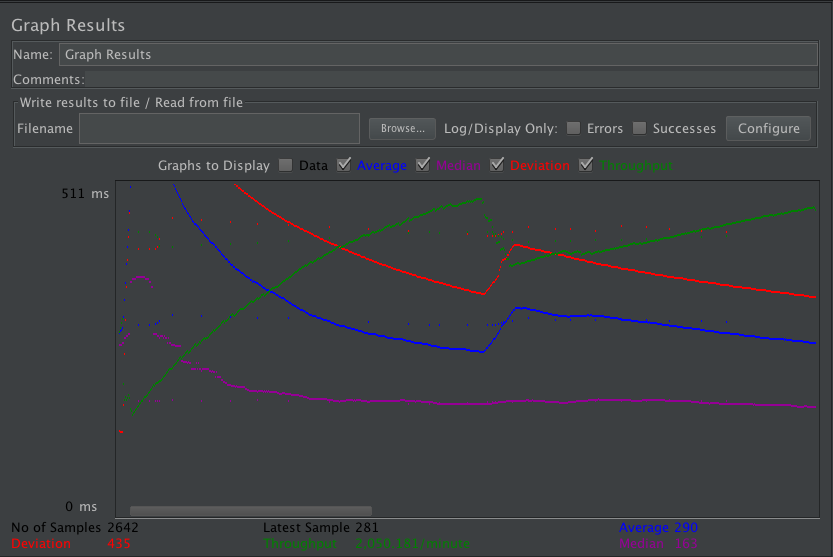 Graph Results
Name: Graph Results
Comments:
Write results to file / Read from file
Filename Browse... Log/Display Only: Errors Successes Configure
Graphs to Display Data Average Median Deviation Throughput
511 ms
0 ms
No of Samples 2642 Latest Sample 281 Average 290
Deviation 435 Throughput 2,050.181/minute Median